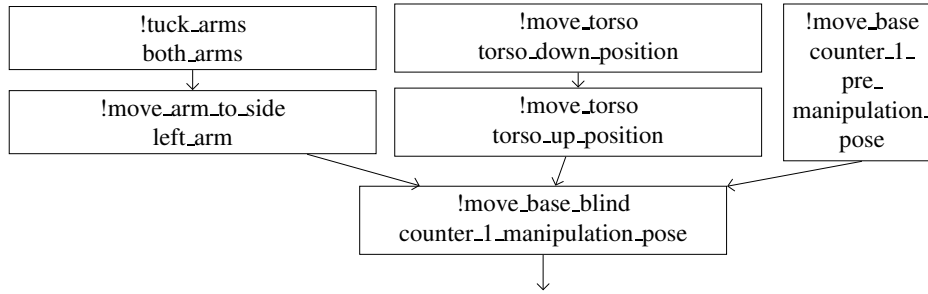 !tuck_arms
both_arms
!move_torso
torso_down_position
!move_base
counter_1_
pre_
manipulation_
pose
!move_arm_to_side
left_arm
!move_torso
torso_up_position
!move_base_blind
counter_1_manipulation_pose